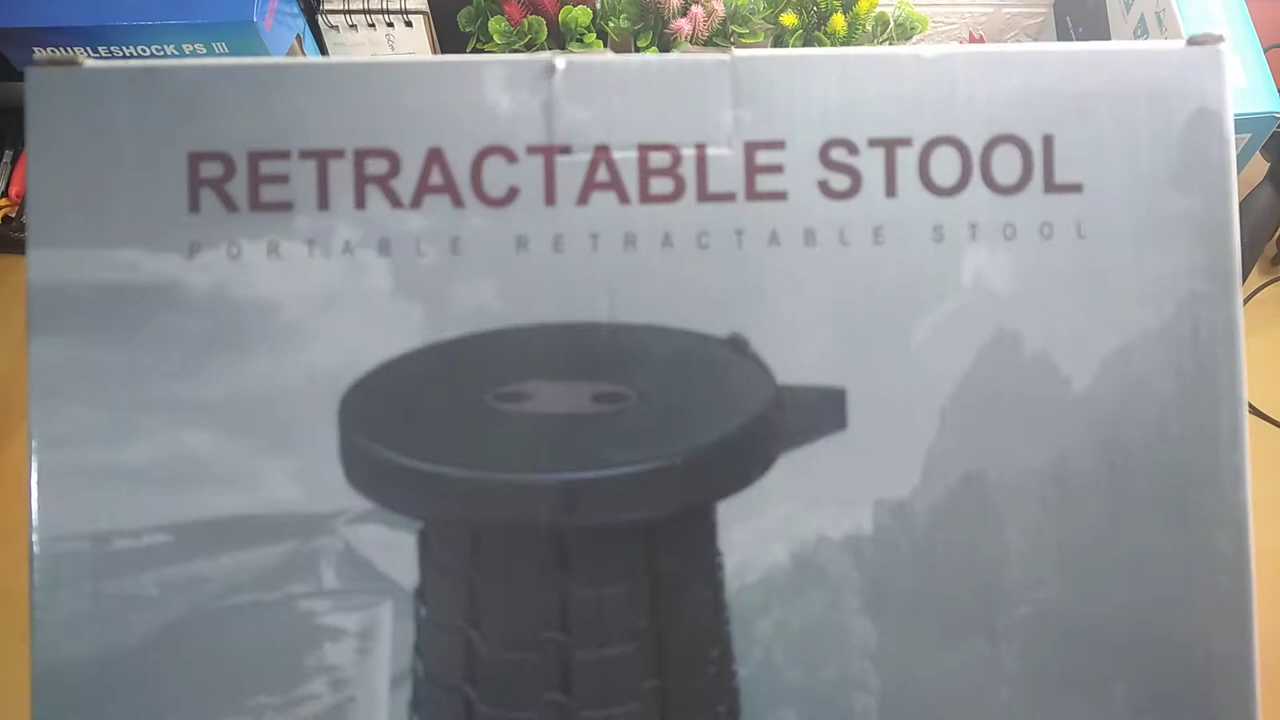 DOUBLESHOCK PS III
RETRACTABLE STOOL
PORTABLE RETRACTABLE STOOL